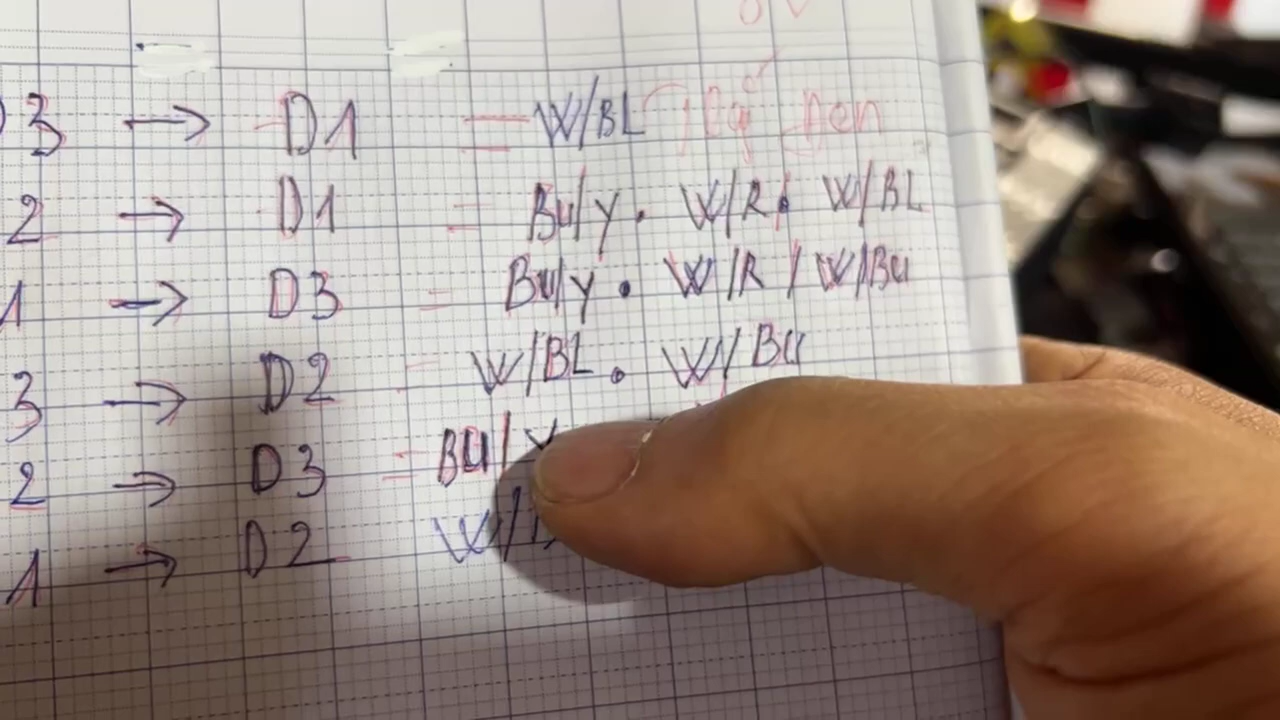 3 → D1 = W/BL
2 → D1 = Bu/y. W/R/ W/BL
1 → D3 = Bu/y. W/R / W/Bu
3 → D2 = W/BL. W/ Bu
2 → D3 = BU/Y
1 → D2 W/